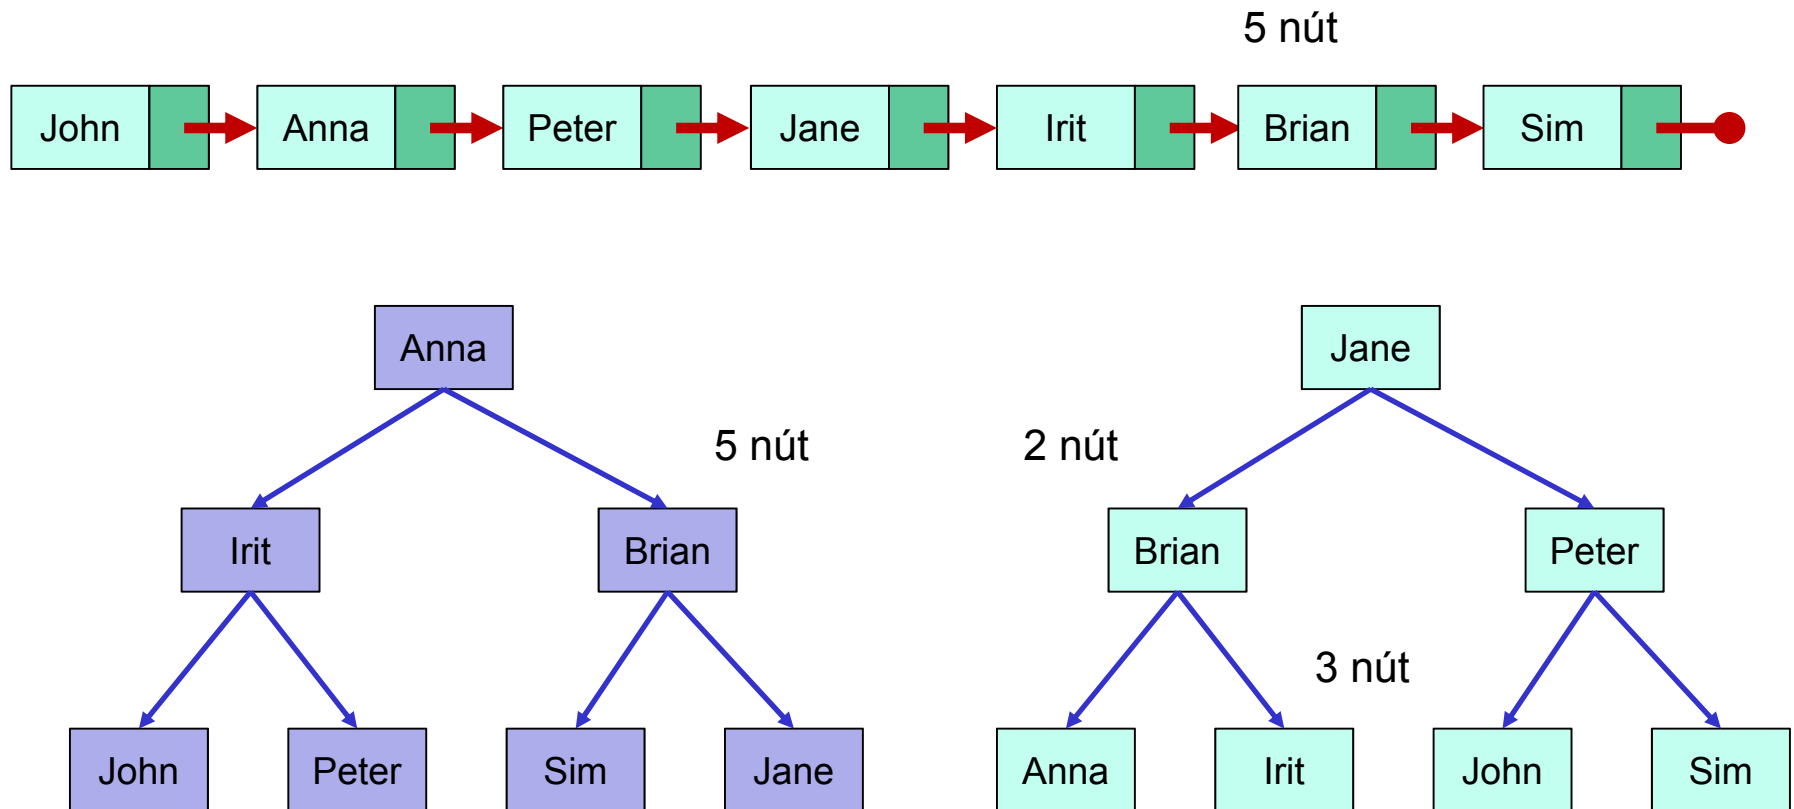 5 nút
John Anna Peter Jane Irit Brian Sim
Anna Jane
5 nút 2 nút
Irit Brian Brian Peter
3 nút
John Peter Sim Jane Anna Irit John Sim